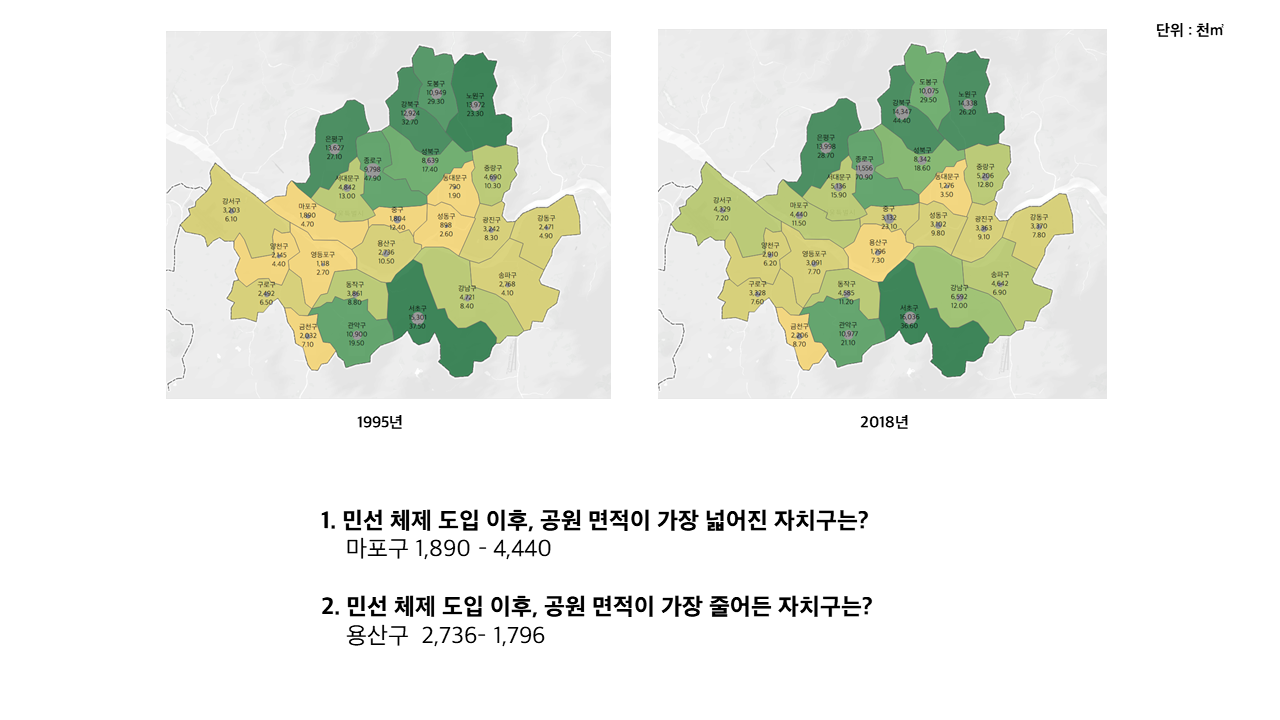 단위 : 천㎡
도봉구
10,949
29.30
노원구
13,972
23.30
강북구
12,924
32.70
은평구
13,627
27.10
성북구
8,639
17.40
종로구
9,798
47.90
중랑구
4,690
10.30
동대문구
790
1.90
서대문구
4,842
13.00
강서구
3,203
6.10
마포구
1,890
4.70
중구
1,804
12.40
성동구
898
2.60
광진구
3,242
8.30
강동구
2,471
4.90
양천구
2,145
4.40
영등포구
2.70
용산구
2,736
10.50
구로구
2,492
6.50
동작구
3,861
8.80
강남구
4,721
8.40
송파구
2,768
4.10
금천구
2,032
7.10
관악구
10,900
19.50
서초구
15,301
37.60
1995년
도봉구
10,075
29.50
노원구
14,338
26.20
강북구
14,347
44.40
은평구
13,998
28.70
성북구
8,342
18.60
종로구
11,556
70.90
중랑구
5,206
12.80
동대문구
1,276
3.50
서대문구
5,136
15.90
강서구
4,329
7.20
마포구
4,440
11.50
중구
3,132
23.10
성동구
9.80
광진구
3,363
9.10
강동구
7.80
양천구
2,910
6.20
영등포구
3,091
7.70
용산구
1,796
7.30
구로구
3,328
7.60
동작구
4,585
11.20
강남구
6,592
12.00
송파구
4,642
6.90
금천구
2,206
8.70
관악구
10,977
21.10
서초구
16,036
36.60
2018년
1. 민선 체제 도입 이후, 공원 면적이 가장 넓어진 자치구는?
마포구 1,890 - 4,440
2. 민선 체제 도입 이후, 공원 면적이 가장 줄어든 자치구는?
용산구 2,736- 1,796